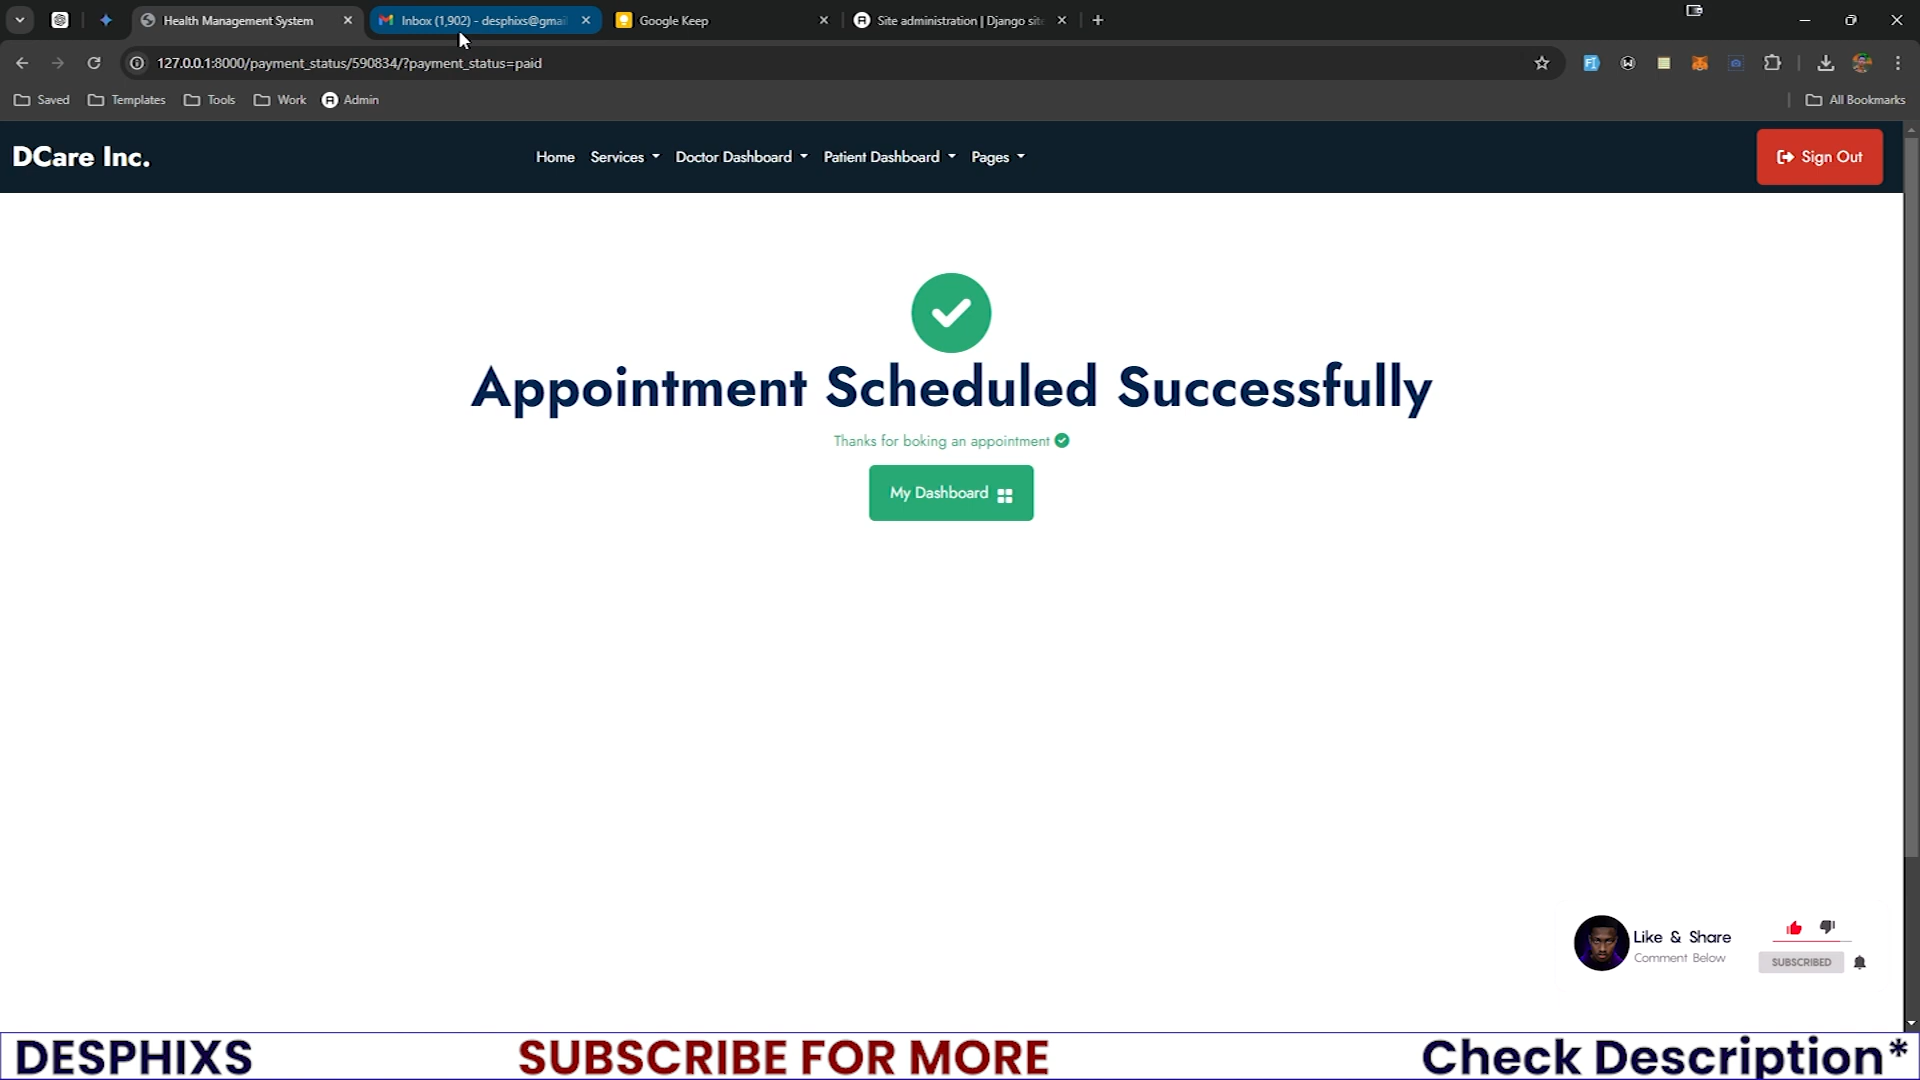 Health Management System
Inbox (1,902) - desphixs@gmai
Google Keep
Site administration | Django site
127.0.0.1:8000/payment_status/590834/?payment_status=paid
Saved
Templates
Tools
Work
Admin
All Bookmarks
DCare Inc.
Home
Services
Doctor Dashboard
Patient Dashboard
Pages
Sign Out
Appointment Scheduled Successfully
Thanks for boking an appointment
My Dashboard
Like & Share
Comment Below
SUBSCRIBED
DESPHIXS
SUBSCRIBE FOR MORE
Check Description*